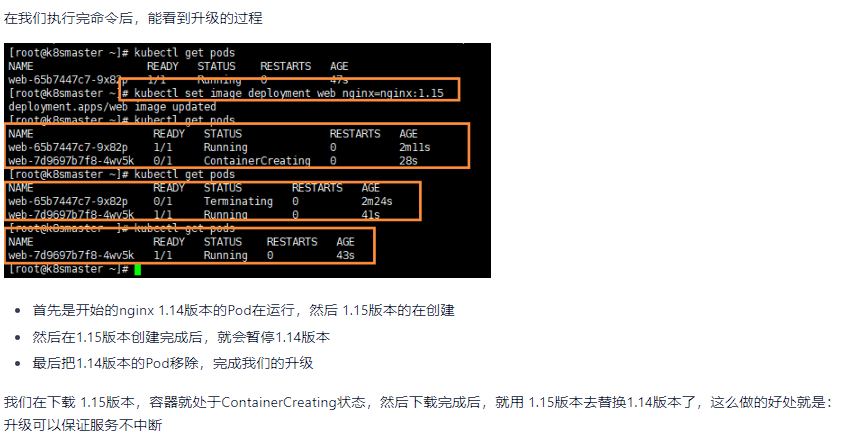 在我们执行完命令后，能看到升级的过程
[root@k8smaster ~]# kubectl get pods
NAME READY STATUS RESTARTS AGE
web-65b7447c7-9x82p 1/1 Running 0 47s
[root@k8smaster ~]# kubectl set image deployment web nginx=nginx:1.15
deployment.apps/web image updated
[root@k8smaster ~]# kubectl get pods
NAME READY STATUS RESTARTS AGE
web-65b7447c7-9x82p 1/1 Running 0 2m11s
web-7d9697b7f8-4wv5k 0/1 ContainerCreating 0 28s
[root@k8smaster ~]# kubectl get pods
NAME READY STATUS RESTARTS AGE
web-65b7447c7-9x82p 0/1 Terminating 0 2m24s
web-7d9697b7f8-4wv5k 1/1 Running 0 41s
[root@k8smaster ~]# kubectl get pods
NAME READY STATUS RESTARTS AGE
web-7d9697b7f8-4wv5k 1/1 Running 0 43s
[root@k8smaster ~]#
• 首先是开始的nginx 1.14版本的Pod在运行，然后 1.15版本的在创建
• 然后在1.15版本创建完成后，就会暂停1.14版本
• 最后把1.14版本的Pod移除，完成我们的升级
我们在下载 1.15版本，容器就处于ContainerCreating状态，然后下载完成后，就用 1.15版本去替换1.14版本了，这么做的好处就是：
升级可以保证服务不中断